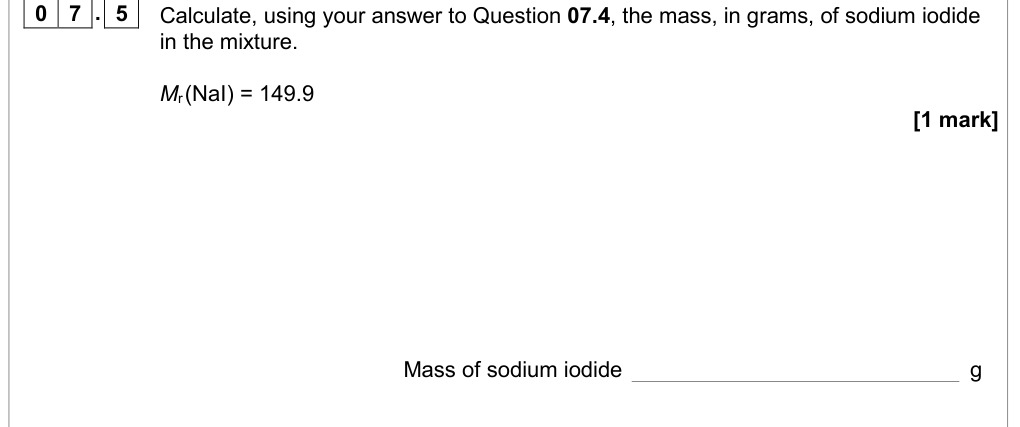 0 7 . 5 Calculate, using your answer to Question 07.4, the mass, in grams, of sodium iodide
in the mixture.
Mr(NaI) = 149.9
[1 mark]
Mass of sodium iodide ______________________________ g